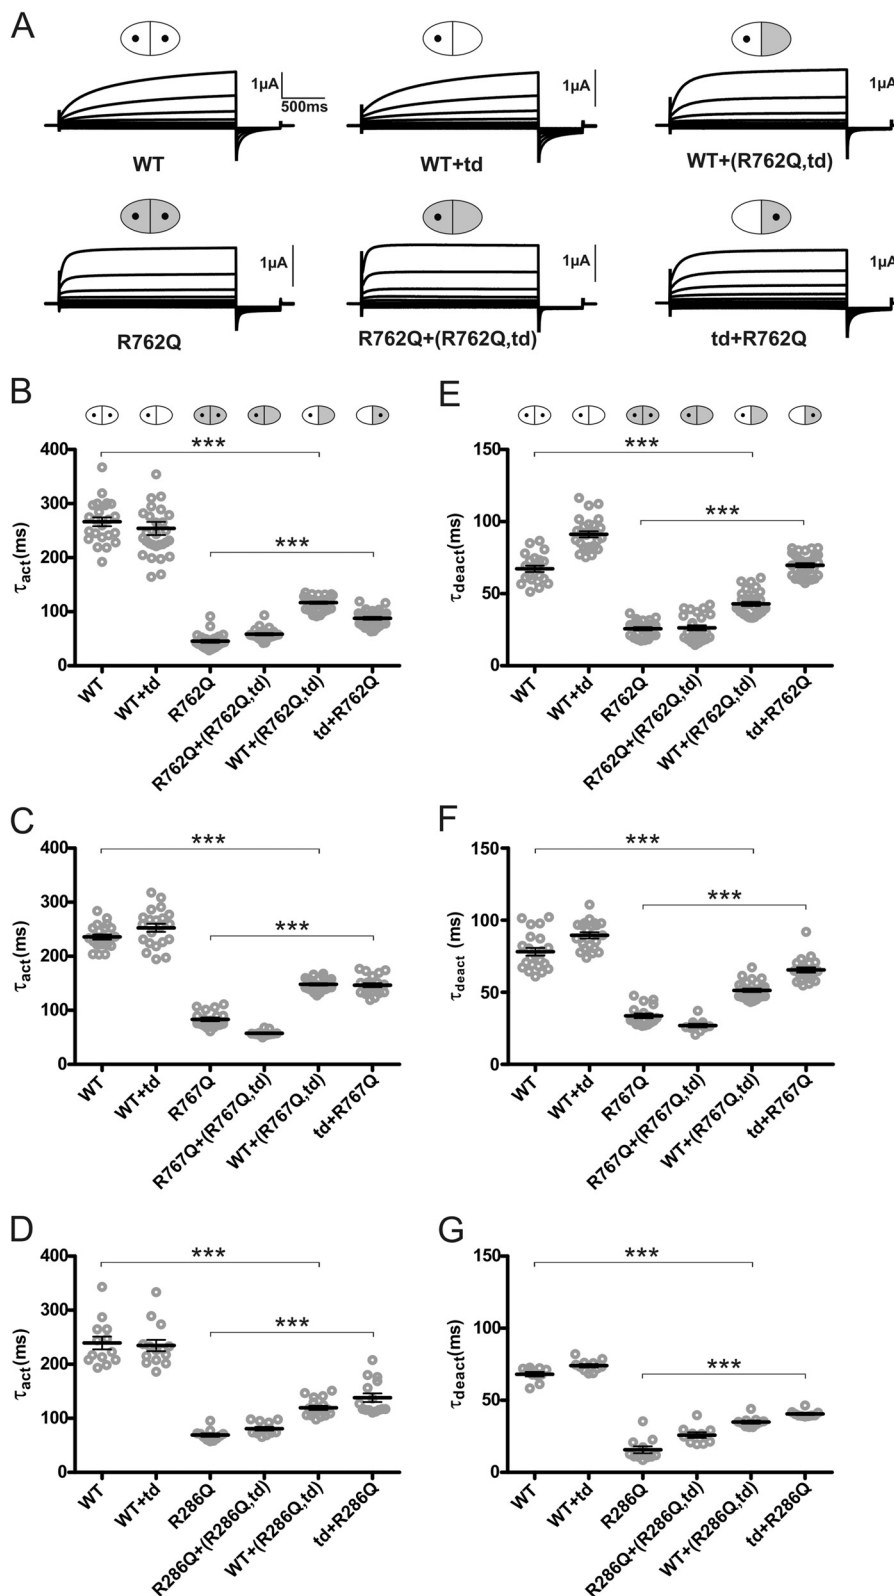 A
1µA
500ms
1µA
1µA
WT
WT+td
WT+(R762Q,td)
1µA
1µA
1µA
R762Q
R762Q+(R762Q,td)
td+R762Q
B
400
300
200
100
0
τact(ms)
***
***
WT
WT+td
R762Q
R762Q+(R762Q,td)
WT+(R762Q,td)
td+R762Q
E
150
100
50
0
τdeact(ms)
***
***
WT
WT+td
R762Q
R762Q+(R762Q,td)
WT+(R762Q,td)
td+R762Q
C
400
300
200
100
0
τact(ms)
***
***
WT
WT+td
R767Q
R767Q+(R767Q,td)
WT+(R767Q,td)
td+R767Q
F
150
100
50
0
τdeact (ms)
***
***
WT
WT+td
R767Q
R767Q+(R767Q,td)
WT+(R767Q,td)
td+R767Q
D
400
300
200
100
0
τact(ms)
***
***
WT
WT+td
R286Q
R286Q+(R286Q,td)
WT+(R286Q,td)
td+R286Q
G
150
100
50
0
τdeact(ms)
***
***
WT
WT+td
R286Q
R286Q+(R286Q,td)
WT+(R286Q,td)
td+R286Q